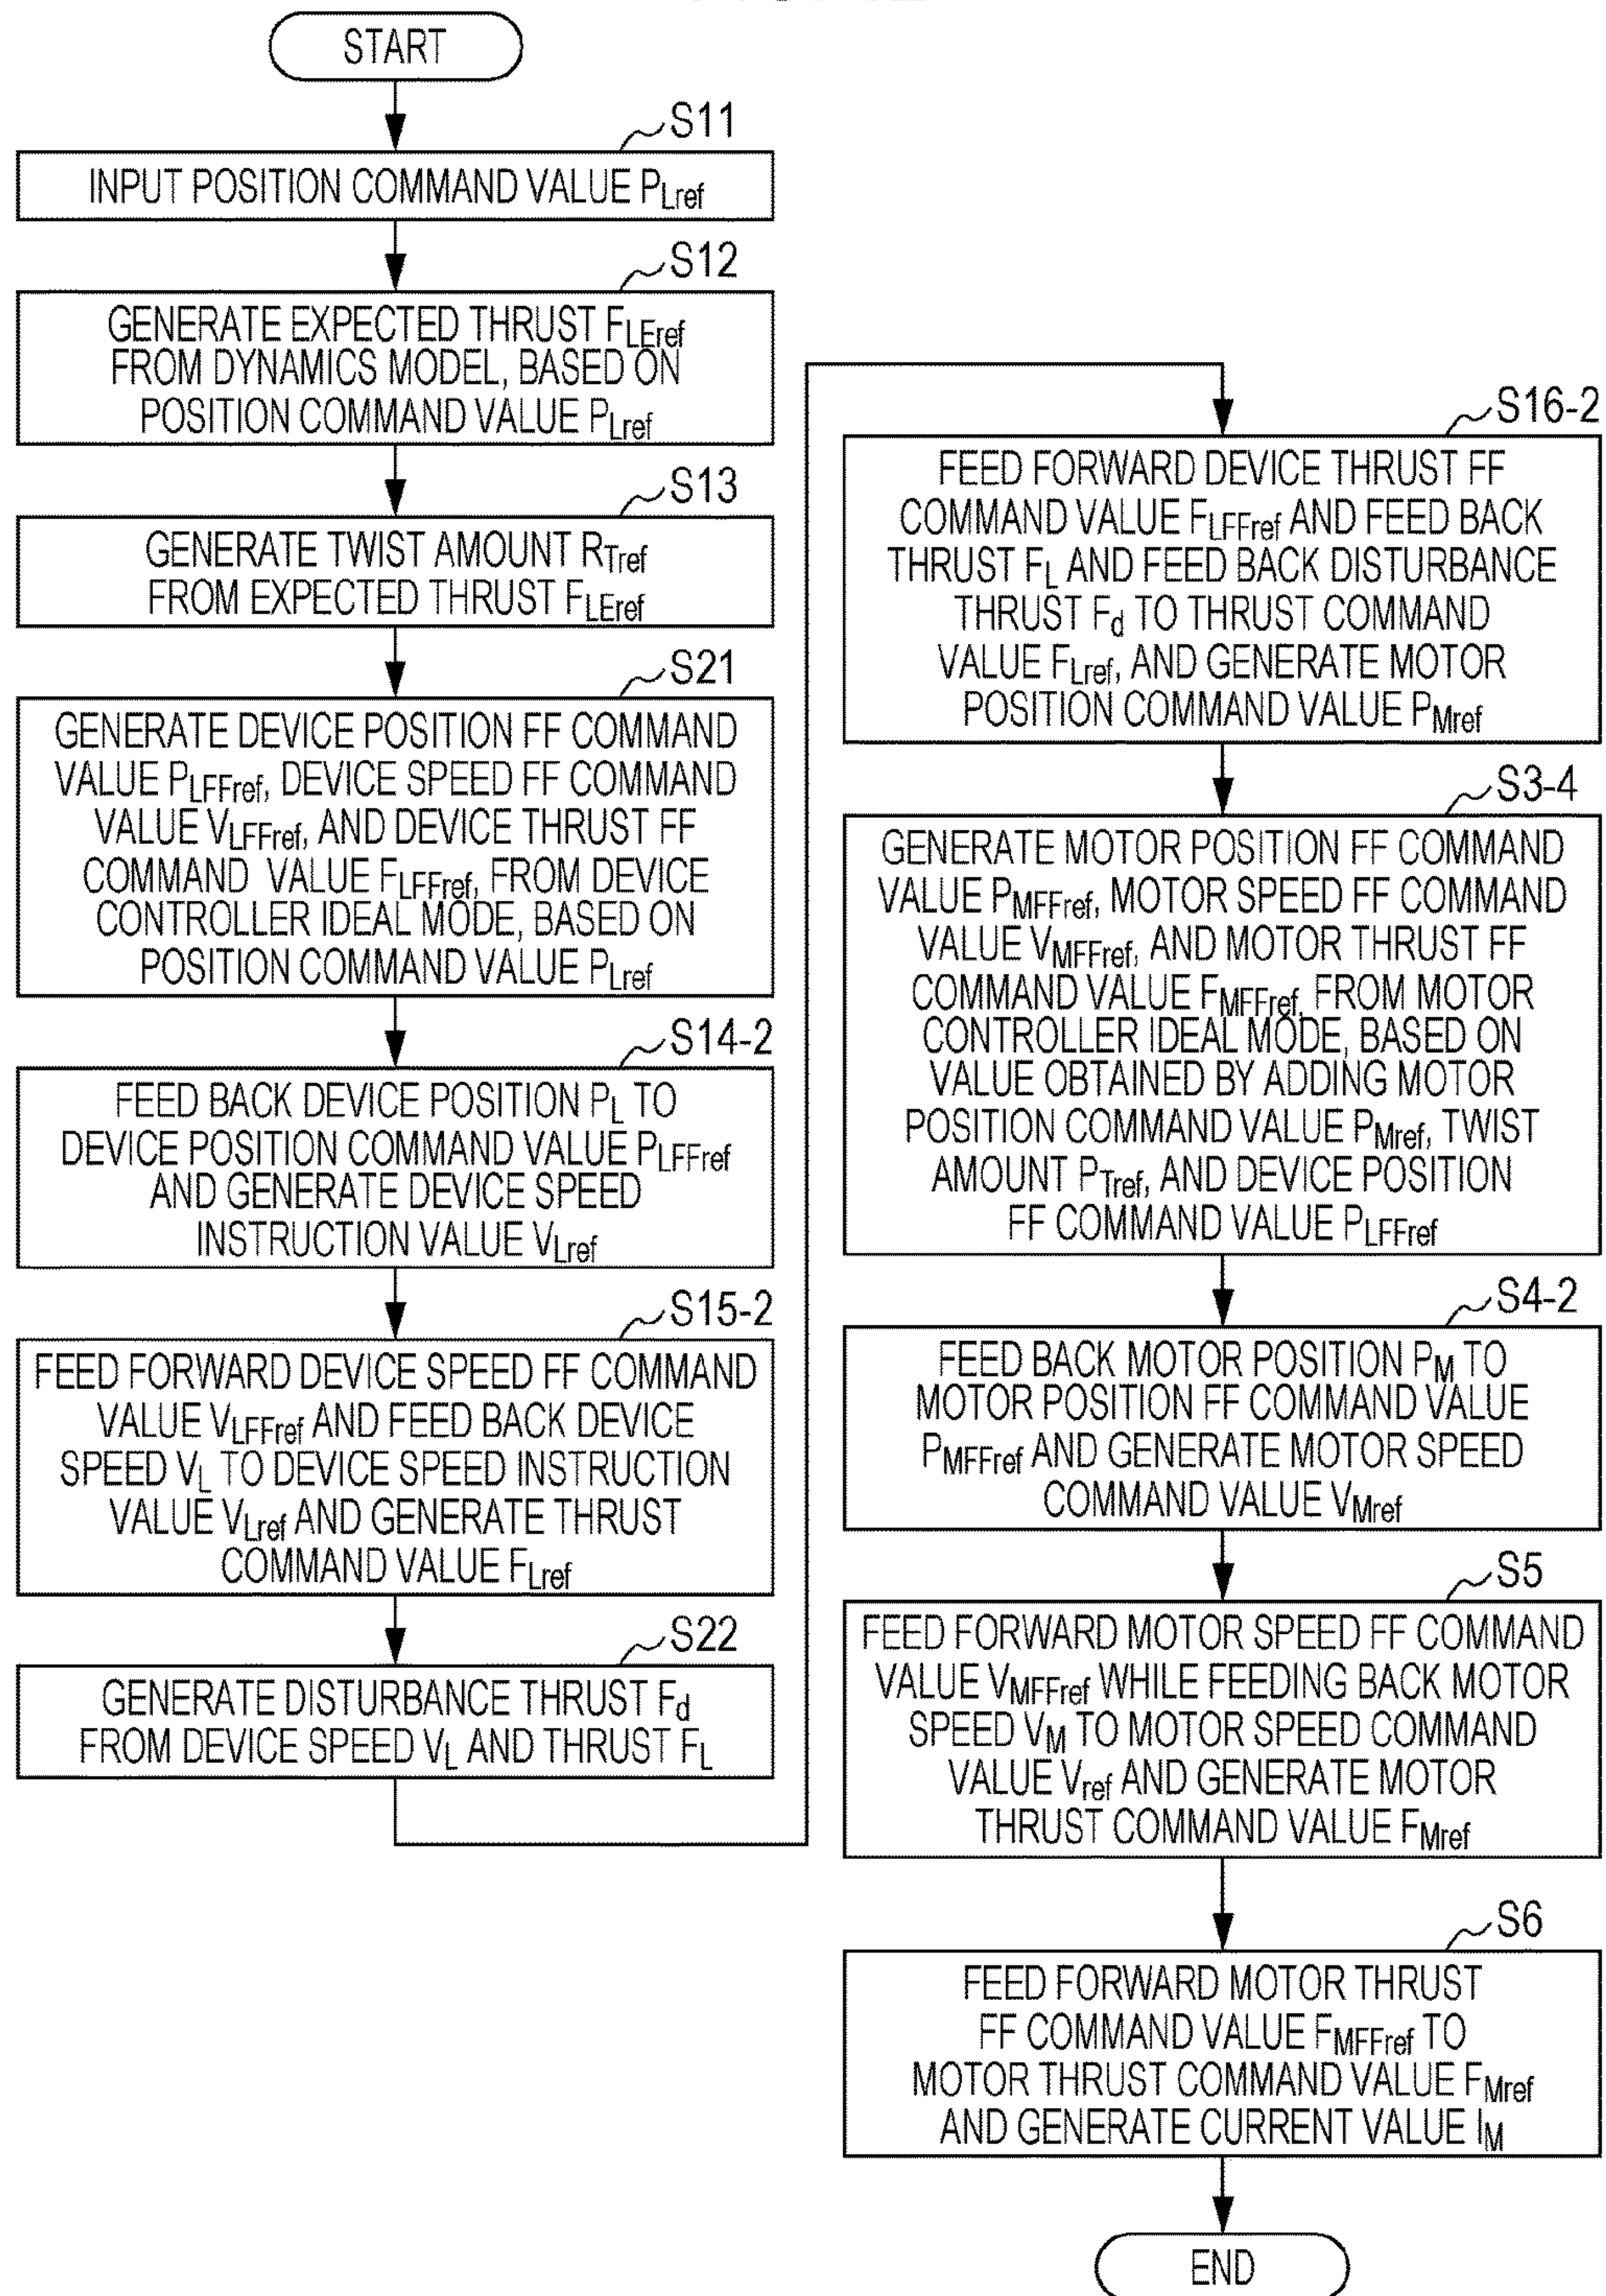 START
S11
INPUT POSITION COMMAND VALUE PLref
S12
GENERATE EXPECTED THRUST FLEref
FROM DYNAMICS MODEL, BASED ON
POSITION COMMAND VALUE PLref
S13
GENERATE TWIST AMOUNT RTref
FROM EXPECTED THRUST FLEref
S21
GENERATE DEVICE POSITION FF COMMAND
VALUE PLFFref, DEVICE SPEED FF COMMAND
VALUE VLFFref, AND DEVICE THRUST FF
COMMAND VALUE FLFFref, FROM DEVICE
CONTROLLER IDEAL MODE, BASED ON
POSITION COMMAND VALUE PLref
S14-2
FEED BACK DEVICE POSITION PL TO
DEVICE POSITION COMMAND VALUE PLFFref
AND GENERATE DEVICE SPEED
INSTRUCTION VALUE VLref
S15-2
FEED FORWARD DEVICE SPEED FF COMMAND
VALUE VLFFref AND FEED BACK DEVICE
SPEED VL TO DEVICE SPEED INSTRUCTION
VALUE VLref AND GENERATE THRUST
COMMAND VALUE FLref
S22
GENERATE DISTURBANCE THRUST Fd
FROM DEVICE SPEED VL AND THRUST FL
S16-2
FEED FORWARD DEVICE THRUST FF
COMMAND VALUE FLFFref AND FEED BACK
THRUST FL AND FEED BACK DISTURBANCE
THRUST Fd TO THRUST COMMAND
VALUE FLref, AND GENERATE MOTOR
POSITION COMMAND VALUE PMref
S3-4
GENERATE MOTOR POSITION FF COMMAND
VALUE PMFFref, MOTOR SPEED FF COMMAND
VALUE VMFFref, AND MOTOR THRUST FF
COMMAND VALUE FMFFref, FROM MOTOR
CONTROLLER IDEAL MODE, BASED ON
VALUE OBTAINED BY ADDING MOTOR
POSITION COMMAND VALUE PMref, TWIST
AMOUNT PTref, AND DEVICE POSITION
FF COMMAND VALUE PLFFref
S4-2
FEED BACK MOTOR POSITION PM TO
MOTOR POSITION FF COMMAND VALUE
PMFFref AND GENERATE MOTOR SPEED
COMMAND VALUE VMref
S5
FEED FORWARD MOTOR SPEED FF COMMAND
VALUE VMFFref WHILE FEEDING BACK MOTOR
SPEED VM TO MOTOR SPEED COMMAND
VALUE Vref AND GENERATE MOTOR
THRUST COMMAND VALUE FMref
S6
FEED FORWARD MOTOR THRUST
FF COMMAND VALUE FMFFref TO
MOTOR THRUST COMMAND VALUE FMref
AND GENERATE CURRENT VALUE IM
END